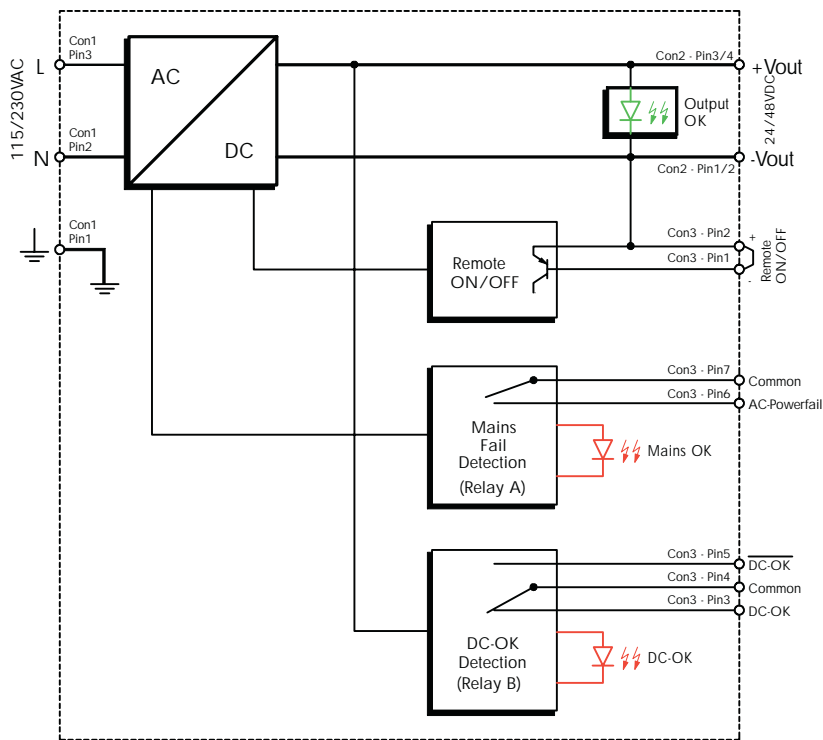 115/230VAC
L
Con1
Pin3
N
Con1
Pin2
Con1
Pin1
AC
DC
Con2 - Pin3/4
+Vout
24/48VDC
Output
OK
-Vout
Con2 - Pin1/2
Remote
ON/OFF
Con3 - Pin2
Con3 - Pin1
+
-
Remote
ON/OFF
Mains
Fail
Detection
(Relay A)
Con3 - Pin7
Common
Con3 - Pin6
AC-Powerfail
Mains OK
DC-OK
Detection
(Relay B)
Con3 - Pin5
DC-OK
Con3 - Pin4
Common
Con3 - Pin3
DC-OK
DC-OK